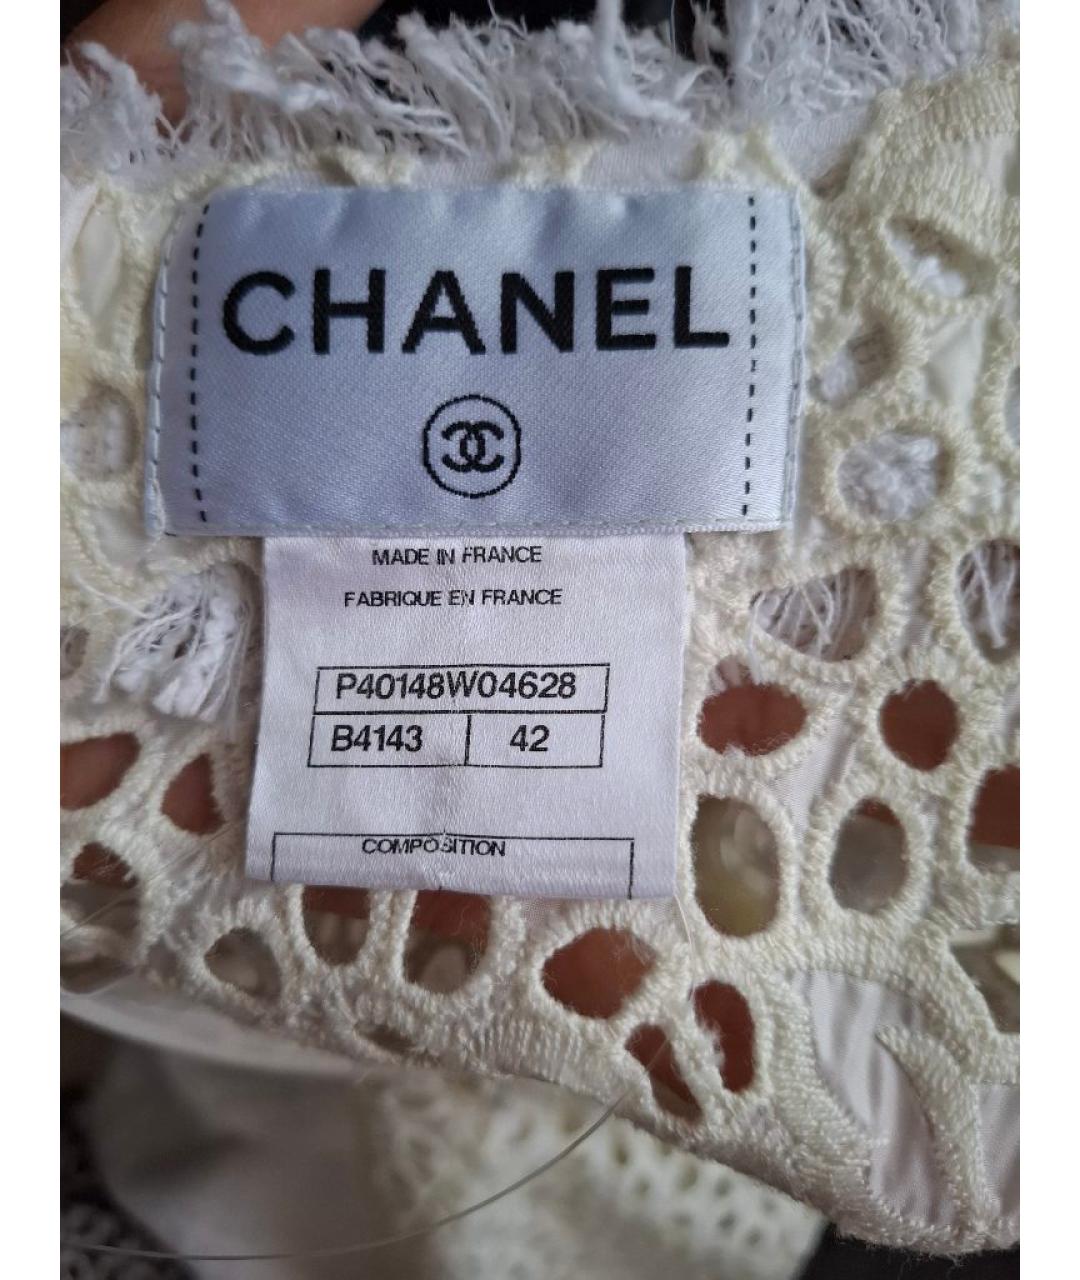 CHANEL
MADE IN FRANCE
FABRIQUE EN FRANCE
P40148W04628
B4143 42
COMPOSITION